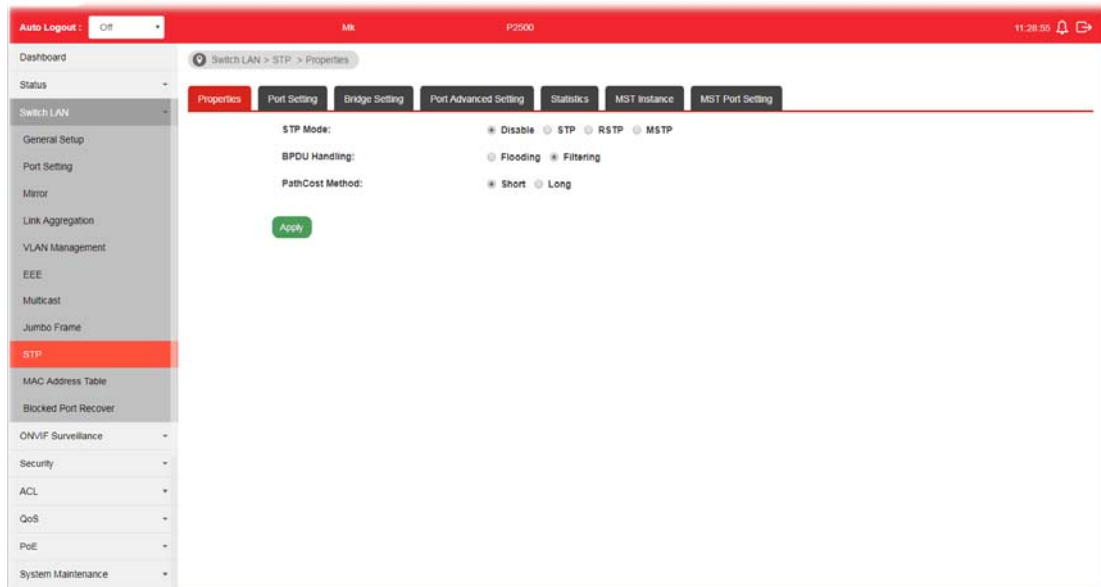 Auto Logout : Off Mk P2500 11:28:55
Dashboard
Status
Switch LAN
General Setup
Port Setting
Mirror
Link Aggregation
VLAN Management
EEE
Multicast
Jumbo Frame
STP
MAC Address Table
Blocked Port Recover
ONVIF Surveillance
Security
ACL
QoS
PoE
System Maintenance
Switch LAN > STP > Properties
Properties Port Setting Bridge Setting Port Advanced Setting Statistics MST Instance MST Port Setting
STP Mode: Disable STP RSTP MSTP
BPDU Handling: Flooding Filtering
PathCost Method: Short Long
Apply